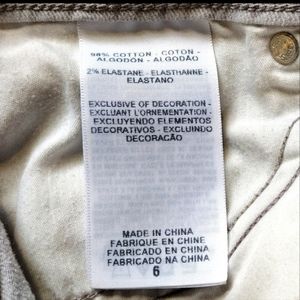 98% COTTON - COTON -
ALGODÓN - ALGODÃO
2% ELASTANE - ELASTHANNE -
ELASTANO
EXCLUSIVE OF DECORATION -
EXCLUANT L'ORNEMENTATION -
EXCLUYENDO ELEMENTOS
DECORATIVOS - EXCLUINDO
DECORAÇÃO
MADE IN CHINA
FABRIQUE EN CHINE
FABRICADO EN CHINA
FABRICADO NA CHINA
6